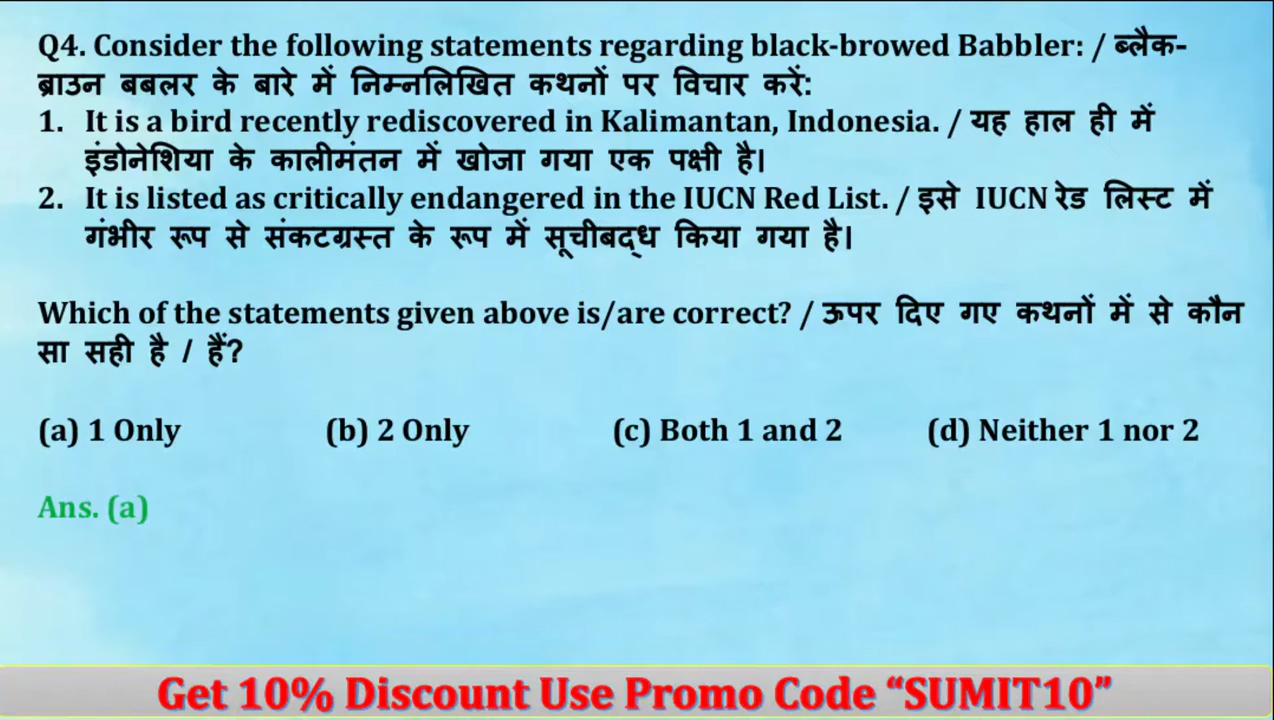 Q4. Consider the following statements regarding black-browed Babbler: / ब्लैक-
ब्राउन बबलर के बारे में निम्नलिखित कथनों पर विचार करें:
1. It is a bird recently rediscovered in Kalimantan, Indonesia. / यह हाल ही में
इंडोनेशिया के कालीमंतन में खोजा गया एक पक्षी है।
2. It is listed as critically endangered in the IUCN Red List. / इसे IUCN रेड लिस्ट में
गंभीर रूप से संकटग्रस्त के रूप में सूचीबद्ध किया गया है।
Which of the statements given above is/are correct? / ऊपर दिए गए कथनों में से कौन
सा सही है / हैं?
(a) 1 Only (b) 2 Only (c) Both 1 and 2 (d) Neither 1 nor 2
Ans. (a)
Get 10% Discount Use Promo Code “SUMIT10”